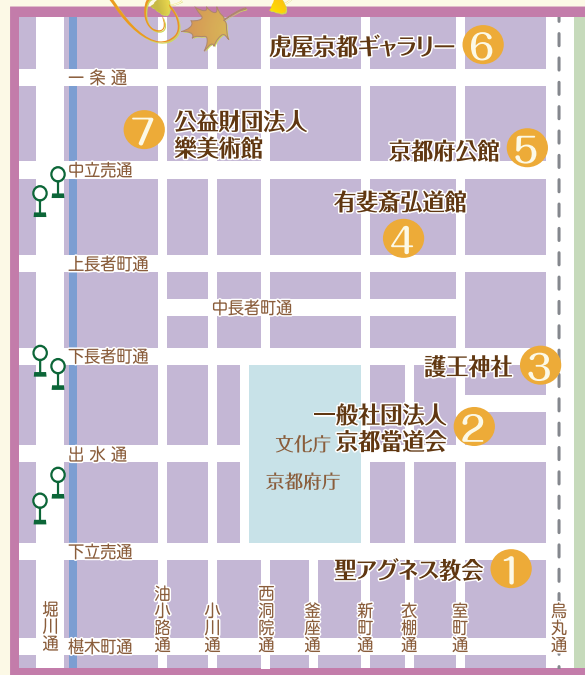 虎屋京都ギャラリー 6
一条通
7 公益財団法人
樂美術館
京都府公館 5
中立売通
有斐斎弘道館
4
上長者町通
中長者町通
下長者町通
護王神社 3
一般社団法人
京都當道会 2
文化庁
京都府庁
出水通
下立売通
聖アグネス教会 1
堀川通
油小路通
小川通
西洞院通
釜座通
新町通
衣棚通
室町通
烏丸通
椹木町通